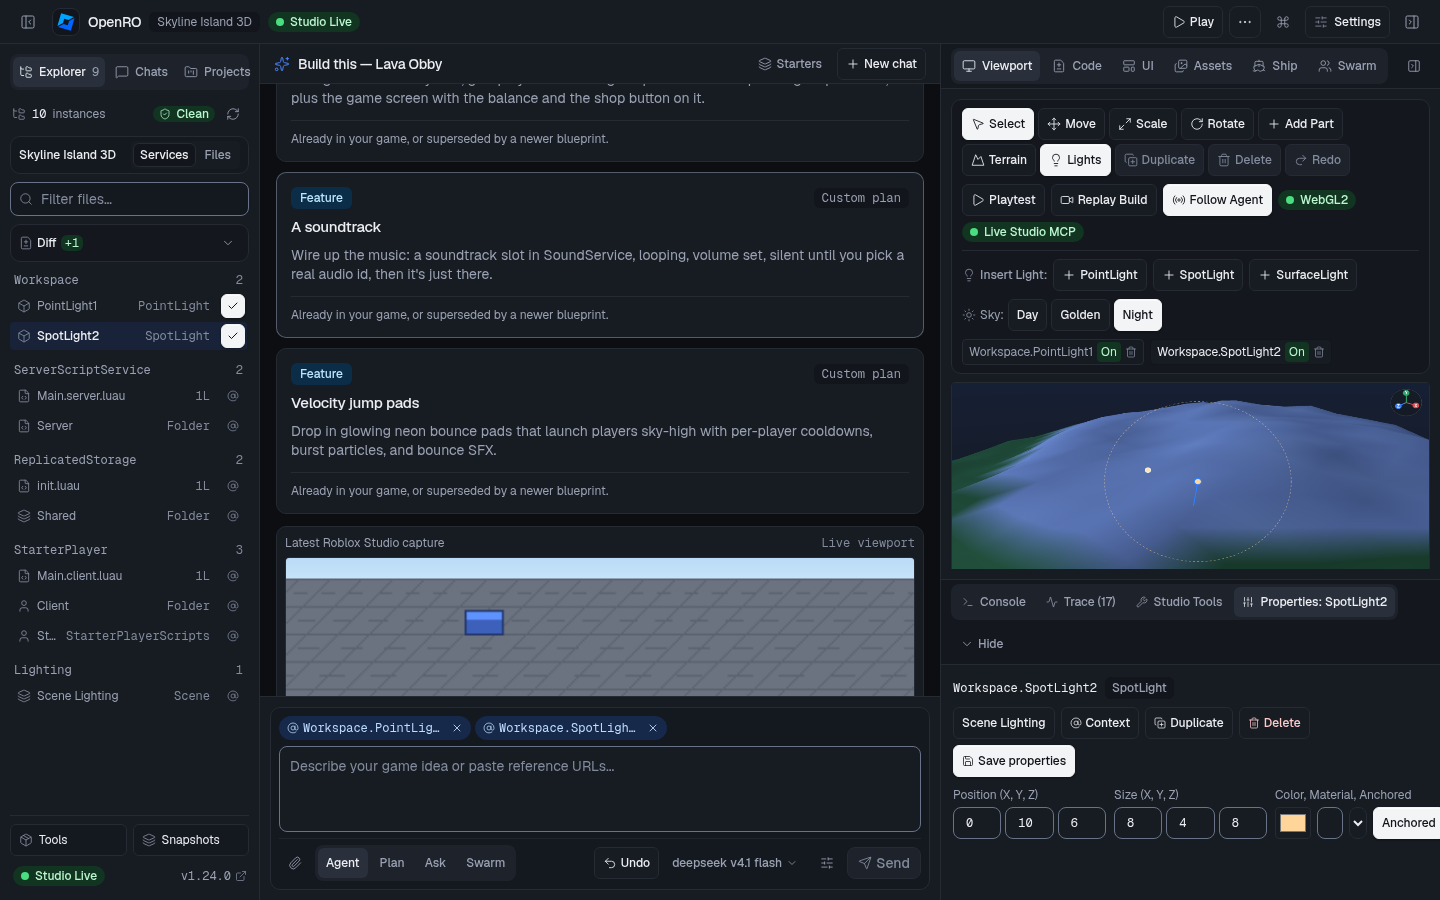 OpenRO Skyline Island 3D Studio Live
Play
Settings
Explorer 9 Chats Projects
10 instances Clean
Skyline Island 3D Services Files
Filter files...
Diff +1
Workspace 2
PointLight1 PointLight
SpotLight2 SpotLight
ServerScriptService 2
Main.server.luau 1L
Server Folder
ReplicatedStorage 2
init.luau 1L
Shared Folder
StarterPlayer 3
Main.client.luau 1L
Client Folder
St... StarterPlayerScripts
Lighting 1
Scene Lighting Scene
Tools Snapshots
Studio Live v1.24.0
Build this — Lava Obby Starters New chat
plus the game screen with the balance and the shop button on it.
Already in your game, or superseded by a newer blueprint.
Feature Custom plan
A soundtrack
Wire up the music: a soundtrack slot in SoundService, looping, volume set, silent until you pick a
real audio id, then it's just there.
Already in your game, or superseded by a newer blueprint.
Feature Custom plan
Velocity jump pads
Drop in glowing neon bounce pads that launch players sky-high with per-player cooldowns,
burst particles, and bounce SFX.
Already in your game, or superseded by a newer blueprint.
Latest Roblox Studio capture Live viewport
@ Workspace.PointLig... Workspace.SpotLigh...
Describe your game idea or paste reference URLs...
Agent Plan Ask Swarm Undo deepseek v4.1 flash Send
Viewport Code UI Assets Ship Swarm
Select Move Scale Rotate Add Part
Terrain Lights Duplicate Delete Redo
Playtest Replay Build Follow Agent WebGL2
Live Studio MCP
Insert Light: PointLight SpotLight SurfaceLight
Sky: Day Golden Night
Workspace.PointLight1 On Workspace.SpotLight2 On
Console Trace (17) Studio Tools Properties: SpotLight2
Hide
Workspace.SpotLight2 SpotLight
Scene Lighting Context Duplicate Delete
Save properties
Position (X, Y, Z) Size (X, Y, Z) Color, Material, Anchored
0 10 6 8 4 8 Anchored